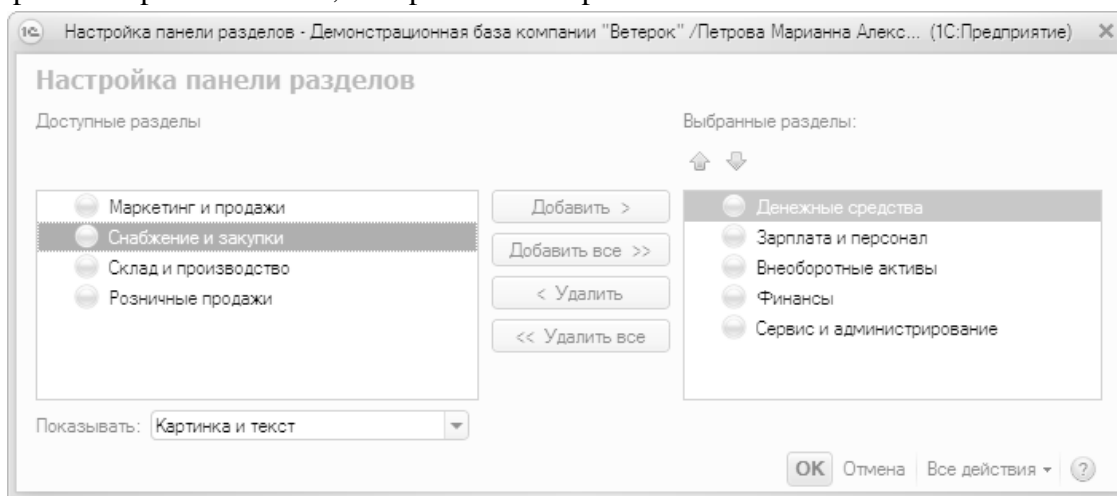 Настройка панели разделов - Демонстрационная база компании "Ветерок" /Петрова Марианна Алекс... (1С:Предприятие)
Настройка панели разделов
Доступные разделы
Выбранные разделы:
Маркетинг и продажи
Снабжение и закупки
Склад и производство
Розничные продажи
Добавить >
Добавить все >>
< Удалить
<< Удалить все
Денежные средства
Зарплата и персонал
Внеоборотные активы
Финансы
Сервис и администрирование
Показывать: Картинка и текст
OK Отмена Все действия ?